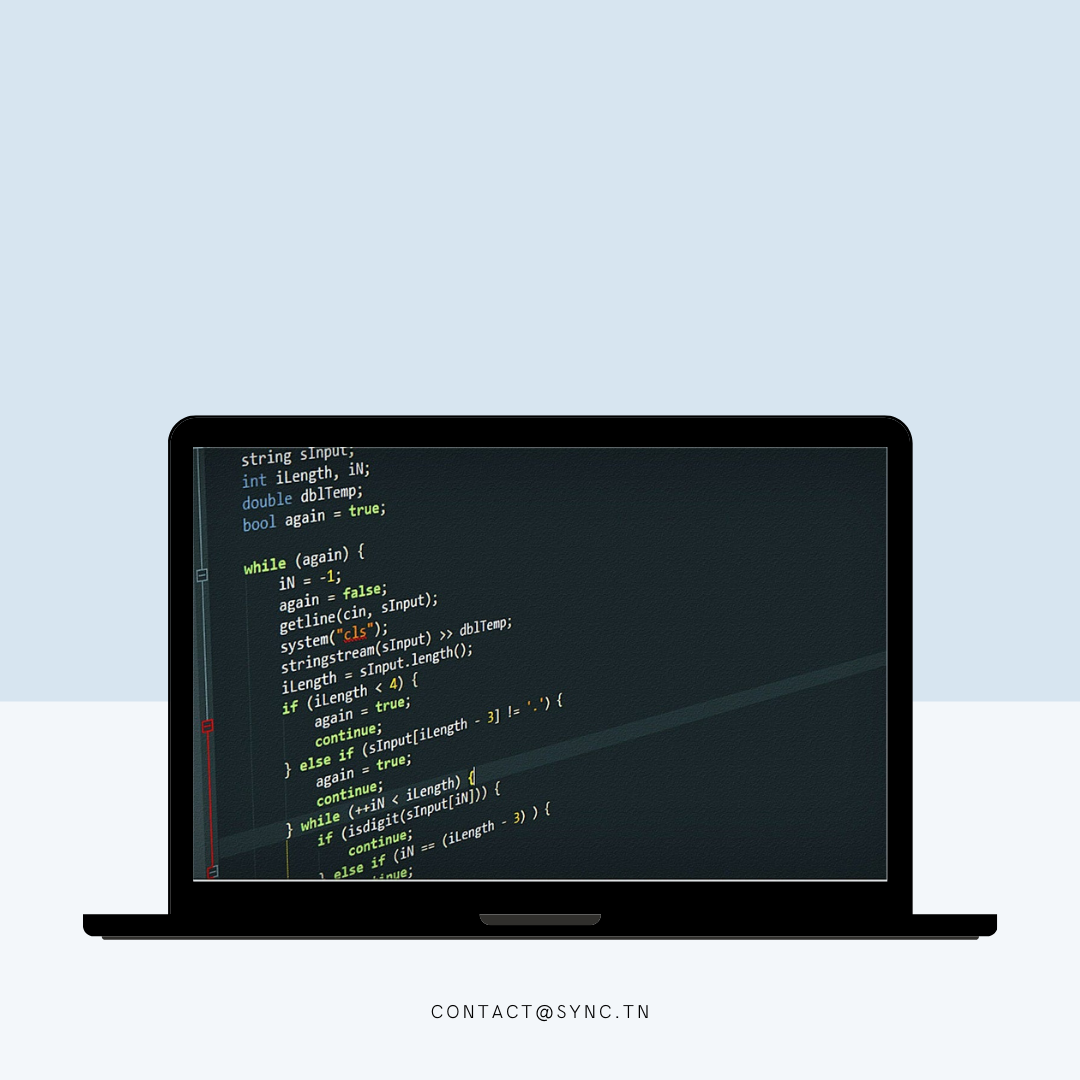 string sInput;
int iLength, iN;
double dblTemp;
bool again = true;
while (again) {
iN = -1;
again = false;
getline(cin, sInput);
system("cls");
stringstream(sInput) >> dblTemp;
iLength = sInput.length();
if (iLength < 4) {
again = true;
continue;
} else if (sInput[iLength - 3] != '.') {
again = true;
continue;
} while (++iN < iLength) {
if (isdigit(sInput[iN])) {
continue;
} else if (iN == (iLength - 3) ) {
CONTACT@SYNC.TN